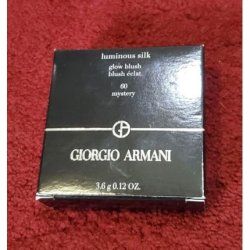 luminous silk
glow blush
blush éclat
60
mystery
GIORGIO ARMANI
3.6 g 0.12 OZ.